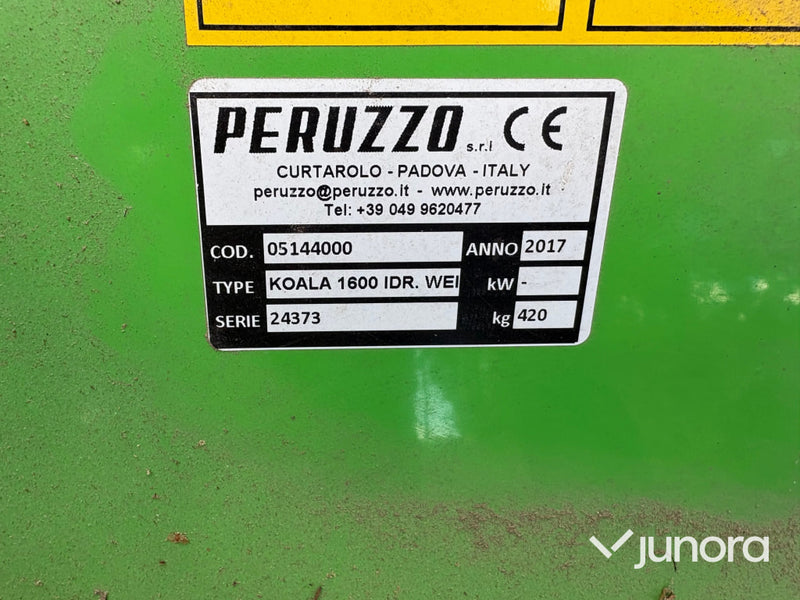 PERUZZO s.r.l CE
CURTAROLO - PADOVA - ITALY
peruzzo@peruzzo.it - www.peruzzo.it
Tel: +39 049 9620477
COD. 05144000 ANNO 2017
TYPE KOALA 1600 IDR. WEI kW -
SERIE 24373 kg 420
junora